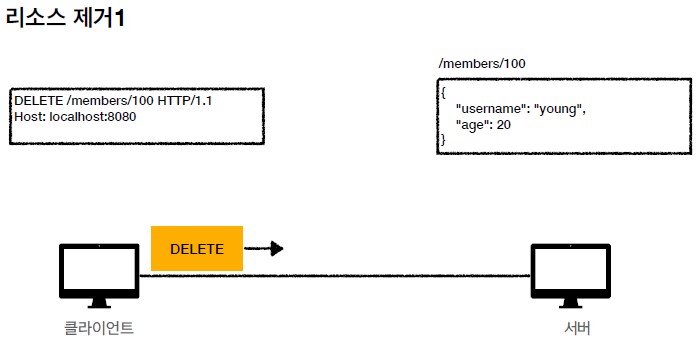 리소스 제거1
DELETE /members/100 HTTP/1.1
Host: localhost:8080
/members/100
{
"username": "young",
"age": 20
}
DELETE
클라이언트
서버